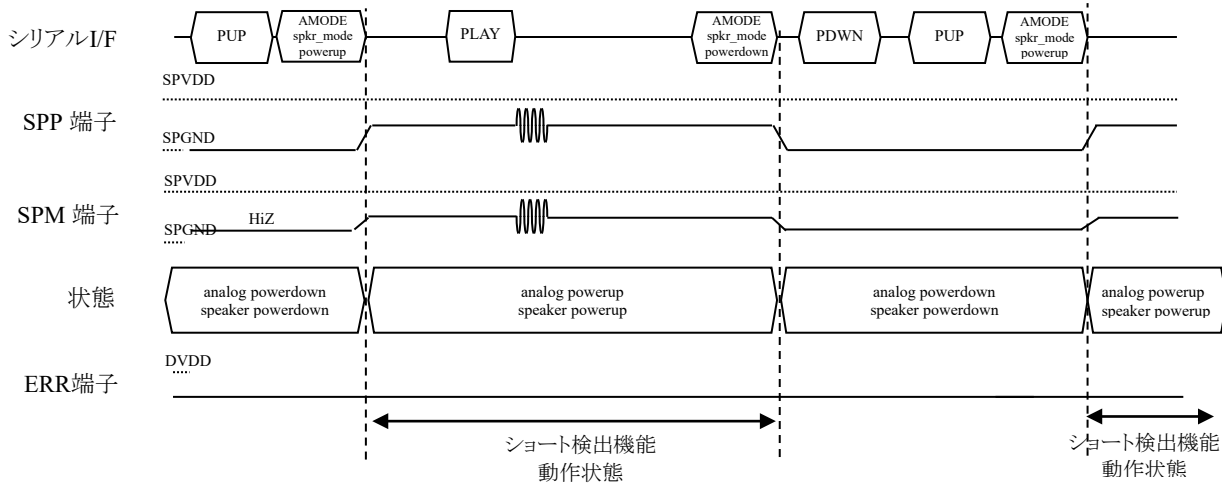 シリアルI/F
PUP
AMODE
spkr_mode
powerup
PLAY
AMODE
spkr_mode
powerdown
PDWN
PUP
AMODE
spkr_mode
powerup
SPVDD
SPP 端子
SPGND
SPVDD
SPM 端子
HiZ
SPGND
状態
analog powerdown
speaker powerdown
analog powerup
speaker powerup
analog powerdown
speaker powerdown
analog powerup
speaker powerup
DVDD
ERR端子
ショート検出機能
動作状態
ショート検出機能
動作状態